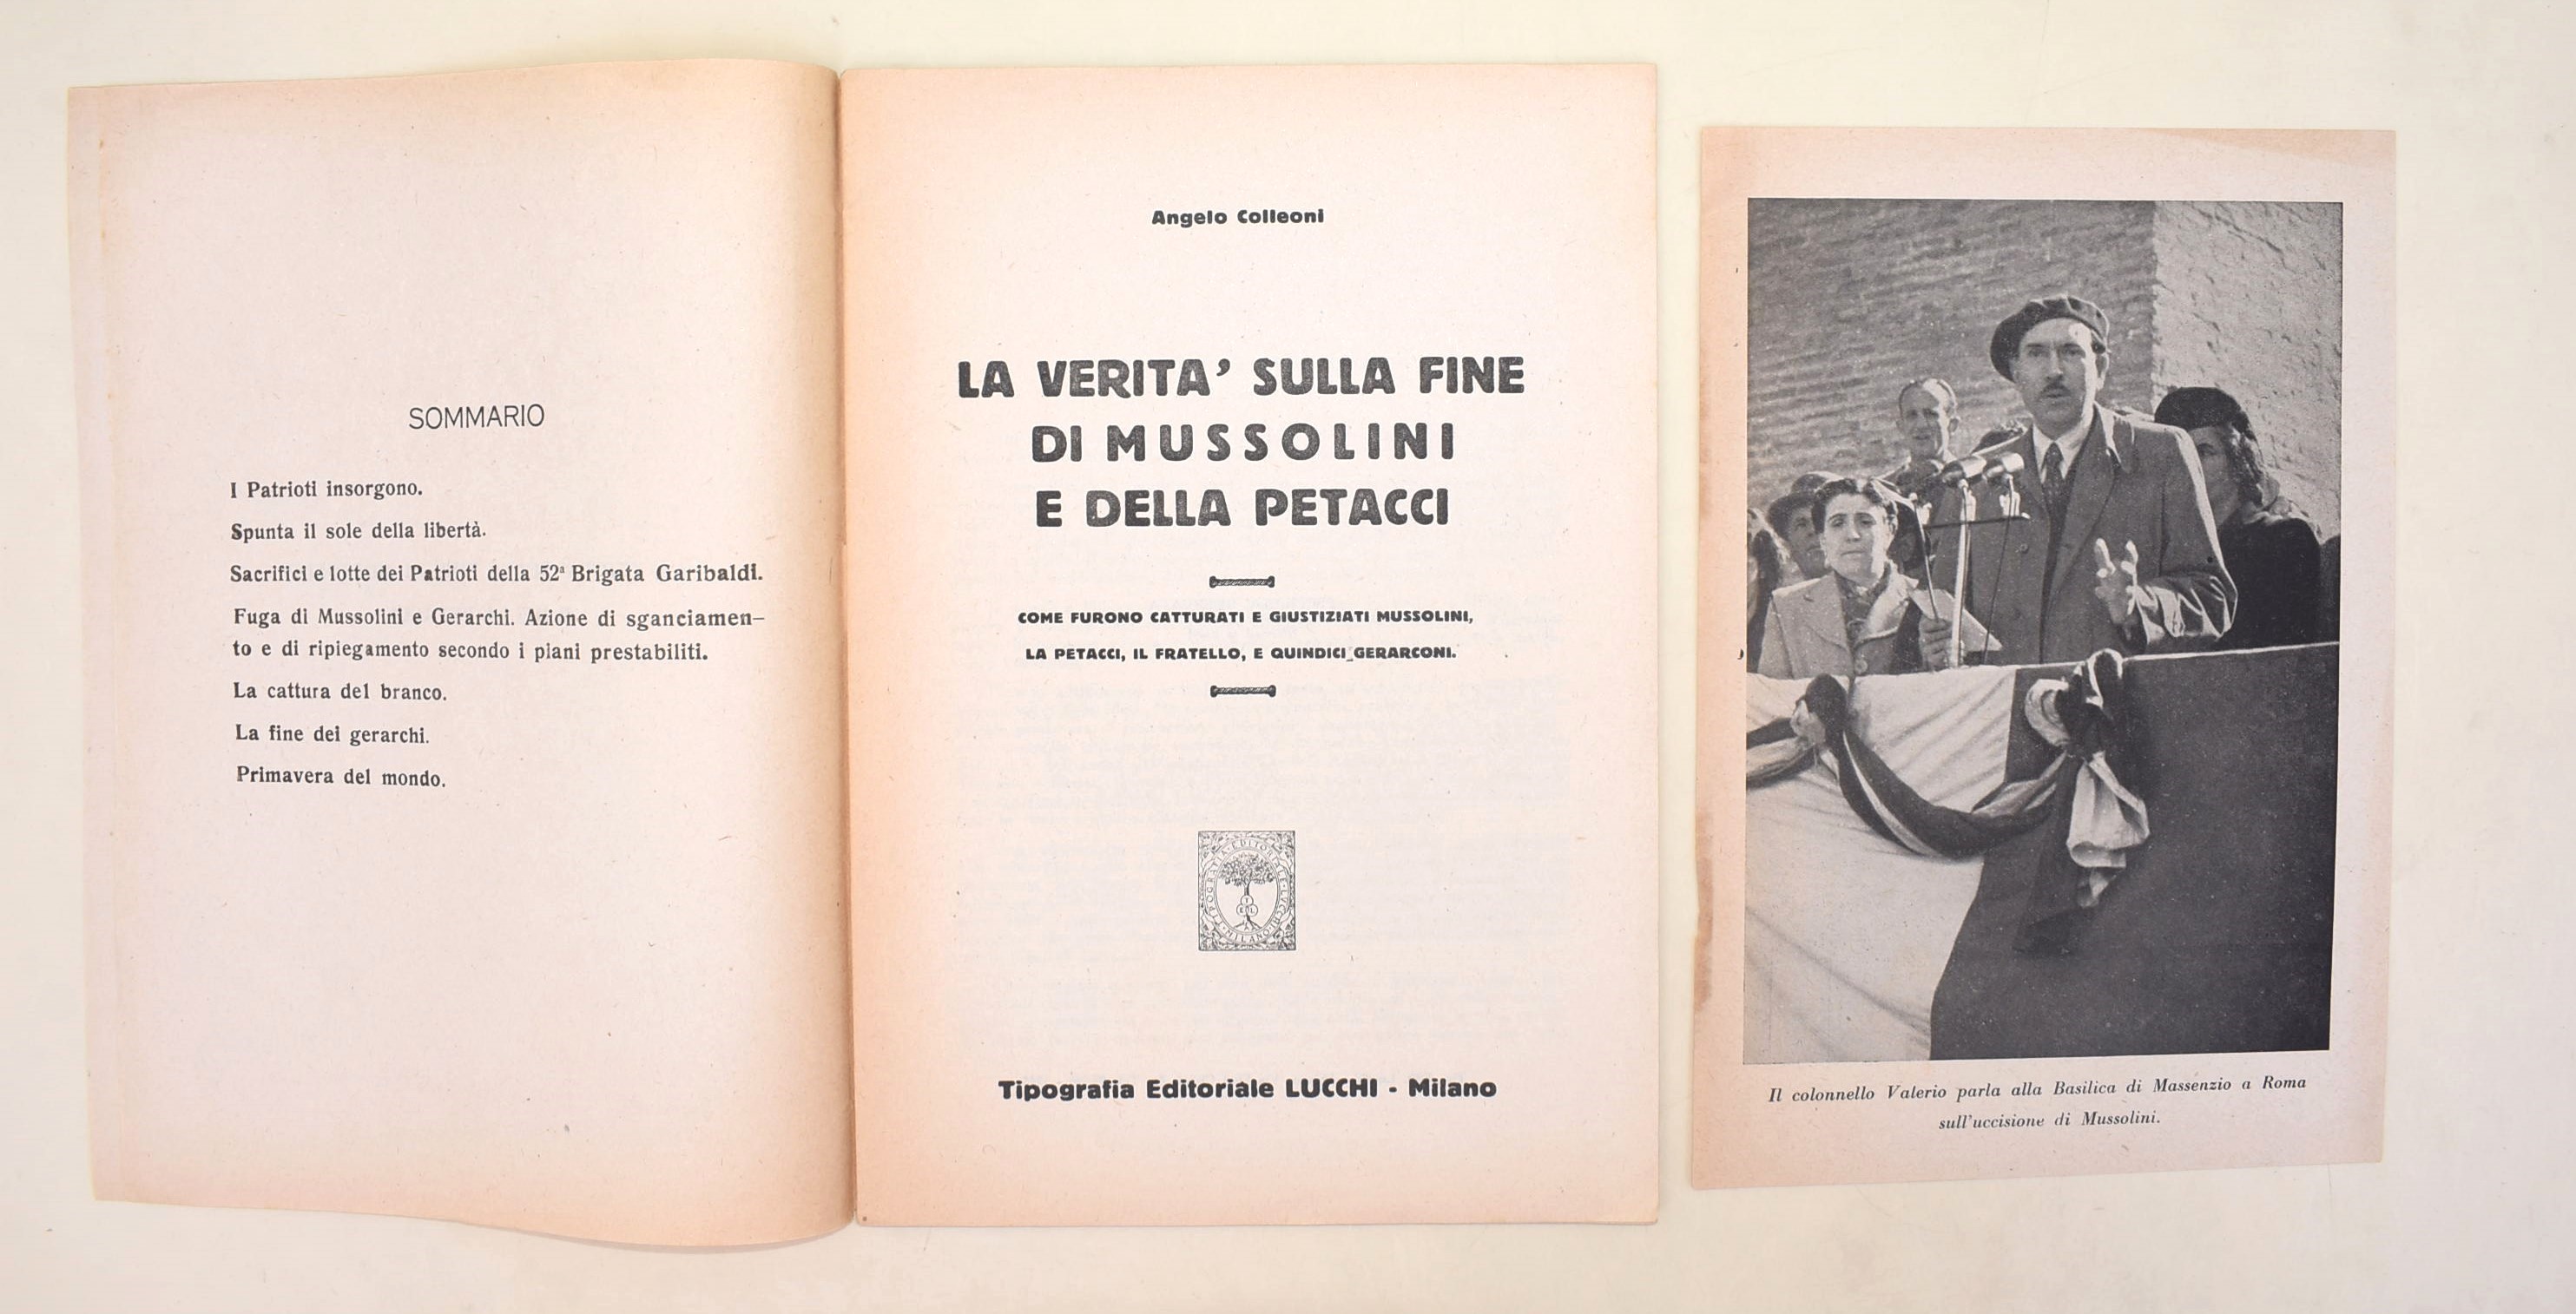 SOMMARIO
I Patrioti insorgono.
Spunta il sole della libertà.
Sacrifici e lotte dei Patrioti della 52ª Brigata Garibaldi.
Fuga di Mussolini e Gerarchi. Azione di sganciamen-
to e di ripiegamento secondo i piani prestabiliti.
La cattura del branco.
La fine dei gerarchi.
Primavera del mondo.
Angelo Colleoni
LA VERITA' SULLA FINE
DI MUSSOLINI
E DELLA PETACCI
COME FURONO CATTURATI E GIUSTIZIATI MUSSOLINI,
LA PETACCI, IL FRATELLO, E QUINDICI GERARCONI.
TIPOGRAFIA · EDITORIALE · LUCCHI
· MILANO ·
T
E L
Tipografia Editoriale LUCCHI - Milano
Il colonnello Valerio parla alla Basilica di Massenzio a Roma
sull'uccisione di Mussolini.